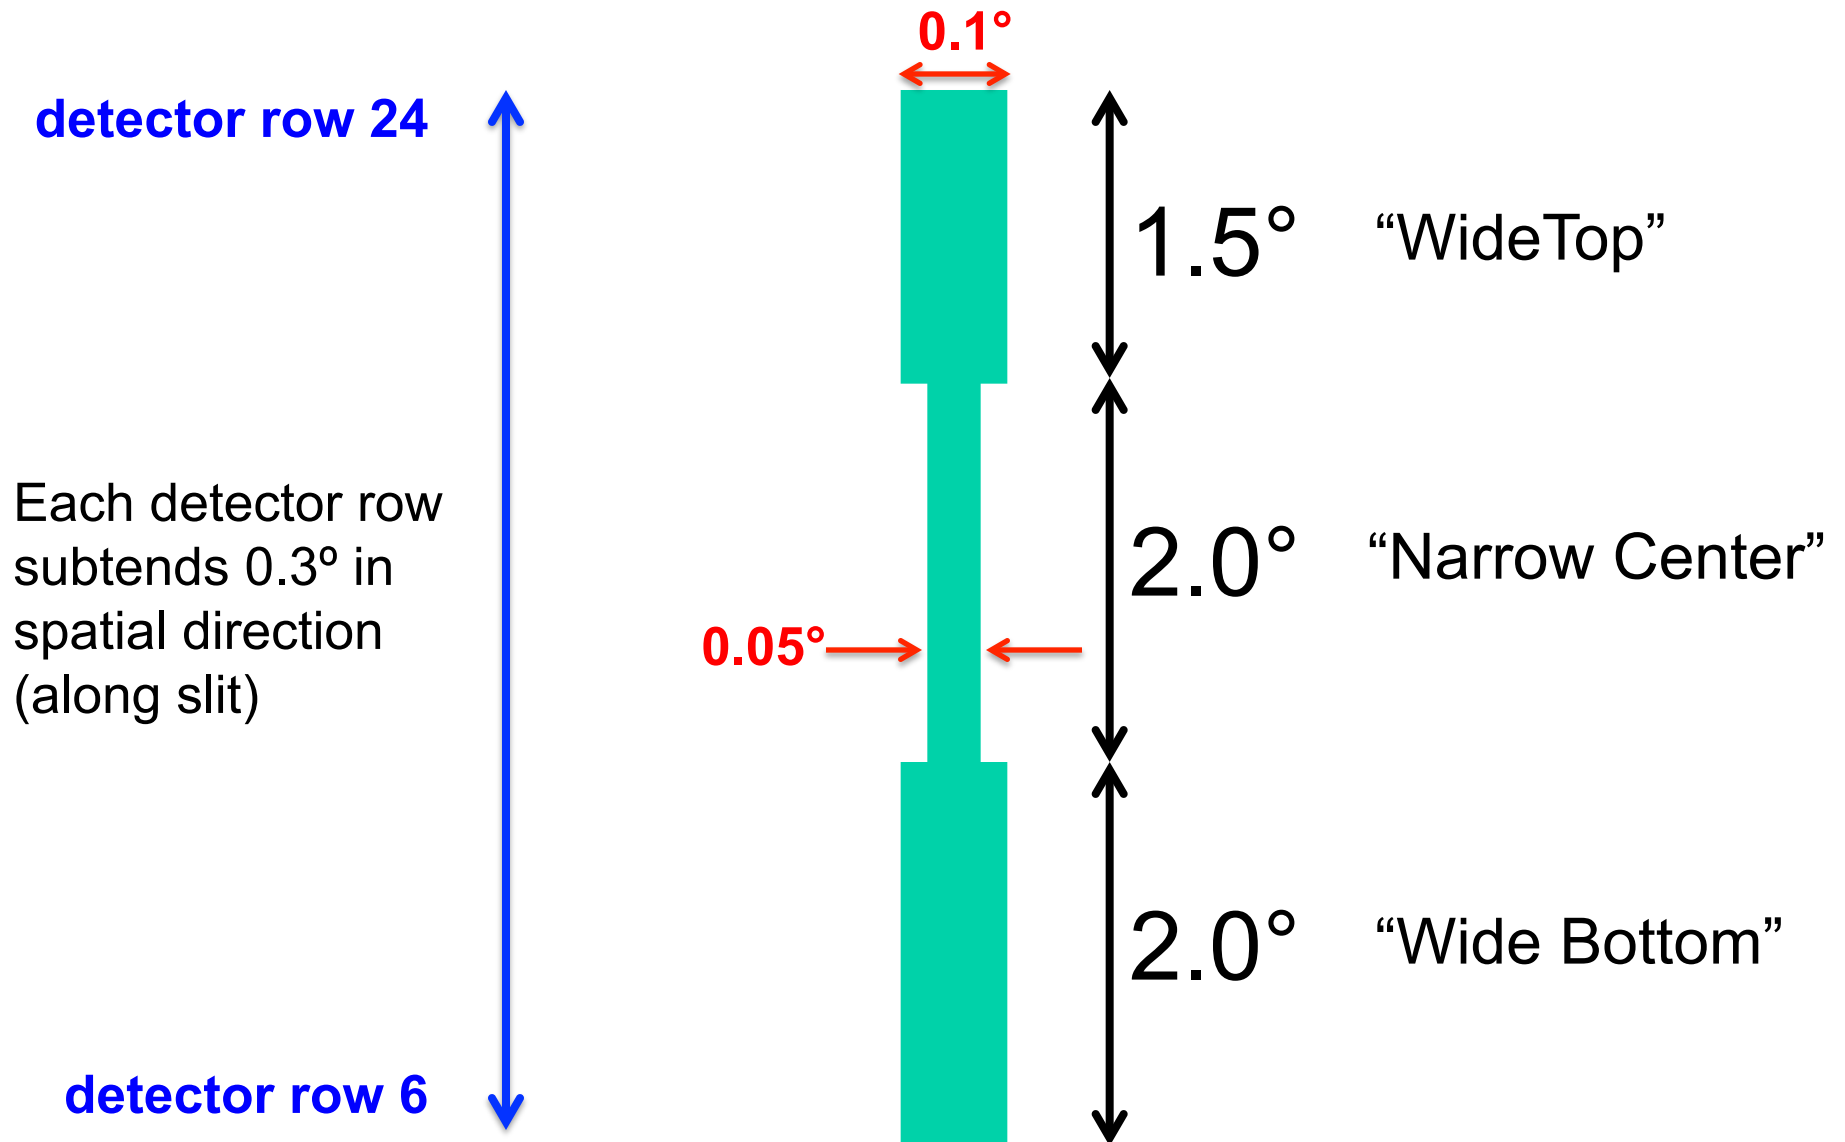 0.1°
detector row 24
1.5°
“WideTop”
Each detector row
subtends 0.3º in
spatial direction
(along slit)
2.0°
“Narrow Center”
0.05°
2.0°
“Wide Bottom”
detector row 6